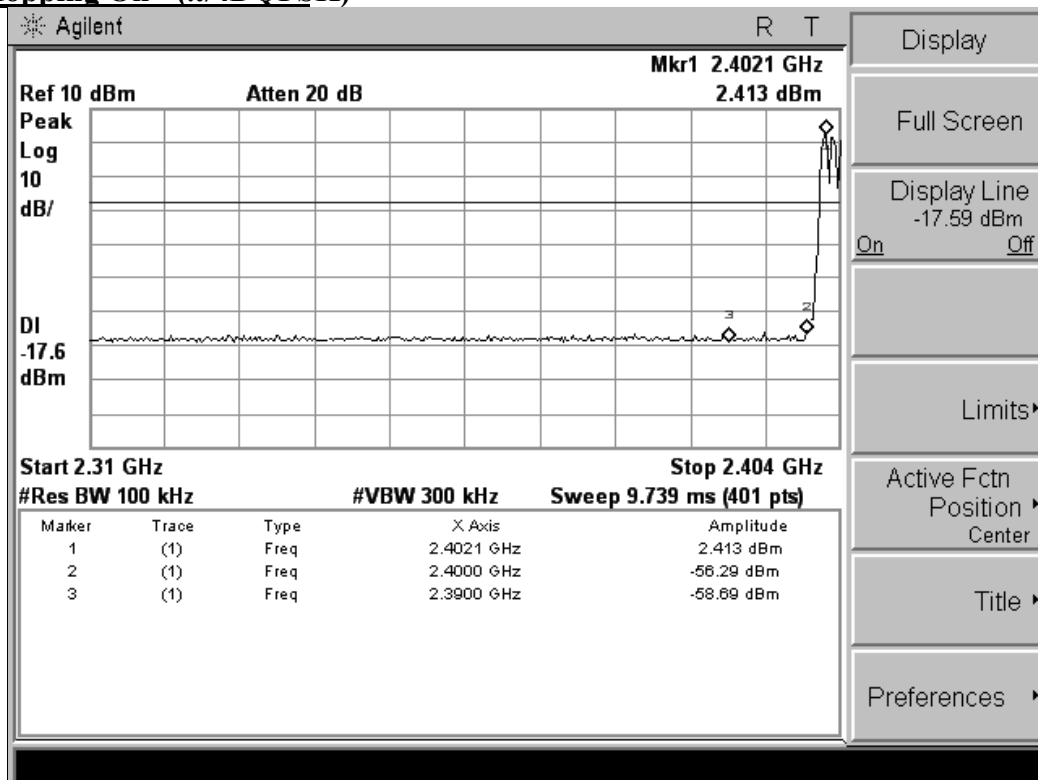 Agilent R T
Mkr1 2.4021 GHz
Ref 10 dBm Atten 20 dB 2.413 dBm
Peak
Log
10
dB/
3
2
DI
-17.6
dBm
Start 2.31 GHz Stop 2.404 GHz
#Res BW 100 kHz #VBW 300 kHz Sweep 9.739 ms (401 pts)
Marker Trace Type X Axis Amplitude
1 (1) Freq 2.4021 GHz 2.413 dBm
2 (1) Freq 2.4000 GHz -56.29 dBm
3 (1) Freq 2.3900 GHz -58.69 dBm
Display
Full Screen
Display Line
-17.59 dBm
On Off
Limits
Active Fctn
Position
Center
Title
Preferences